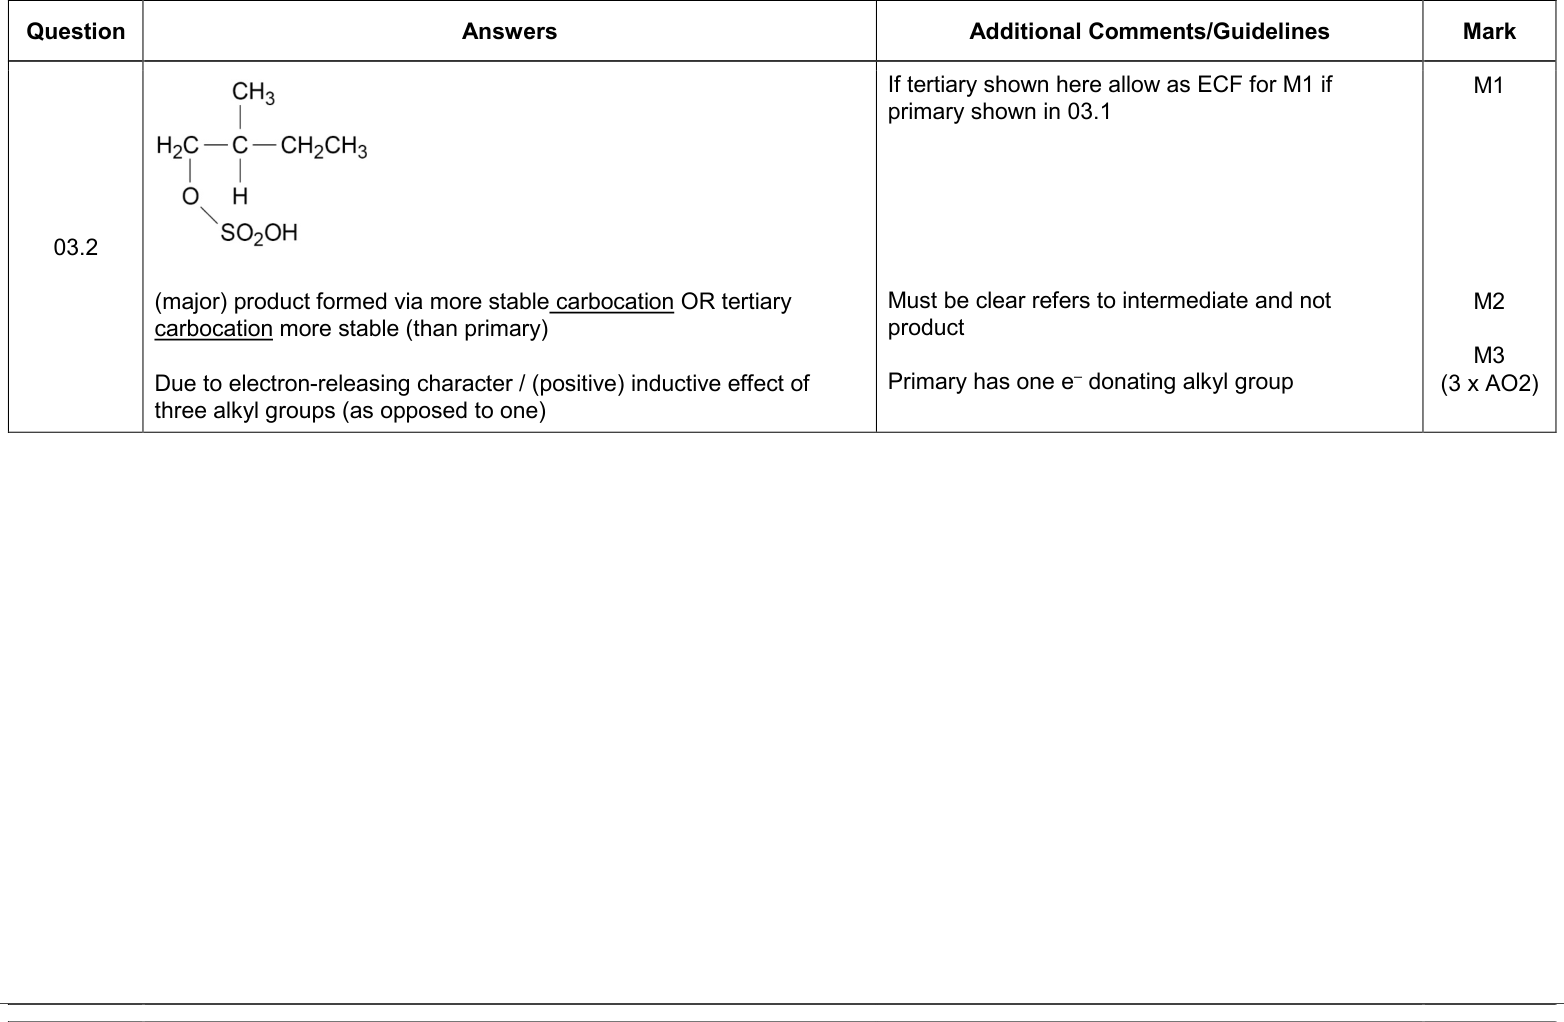 Question Answers Additional Comments/Guidelines Mark
03.2
CH3
H2C — C — CH2CH3
O H
SO2OH
If tertiary shown here allow as ECF for M1 if
primary shown in 03.1
M1
(major) product formed via more stable carbocation OR tertiary
carbocation more stable (than primary)
Must be clear refers to intermediate and not
product
M2
Due to electron-releasing character / (positive) inductive effect of
three alkyl groups (as opposed to one)
Primary has one e– donating alkyl group
M3
(3 x AO2)